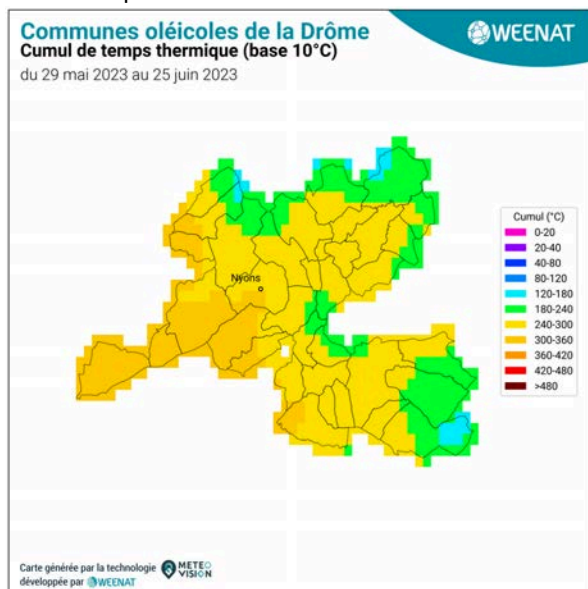 Communes oléicoles de la Drôme
WEENAT
Cumul de temps thermique (base 10°C)
du 29 mai 2023 au 25 juin 2023
Nyons
Cumul (°C)
0-20
20-40
40-80
80-120
120-180
180-240
240-300
300-360
360-420
420-480
>480
Carte générée par la technologie
METEO
VISION
développée par WEENAT